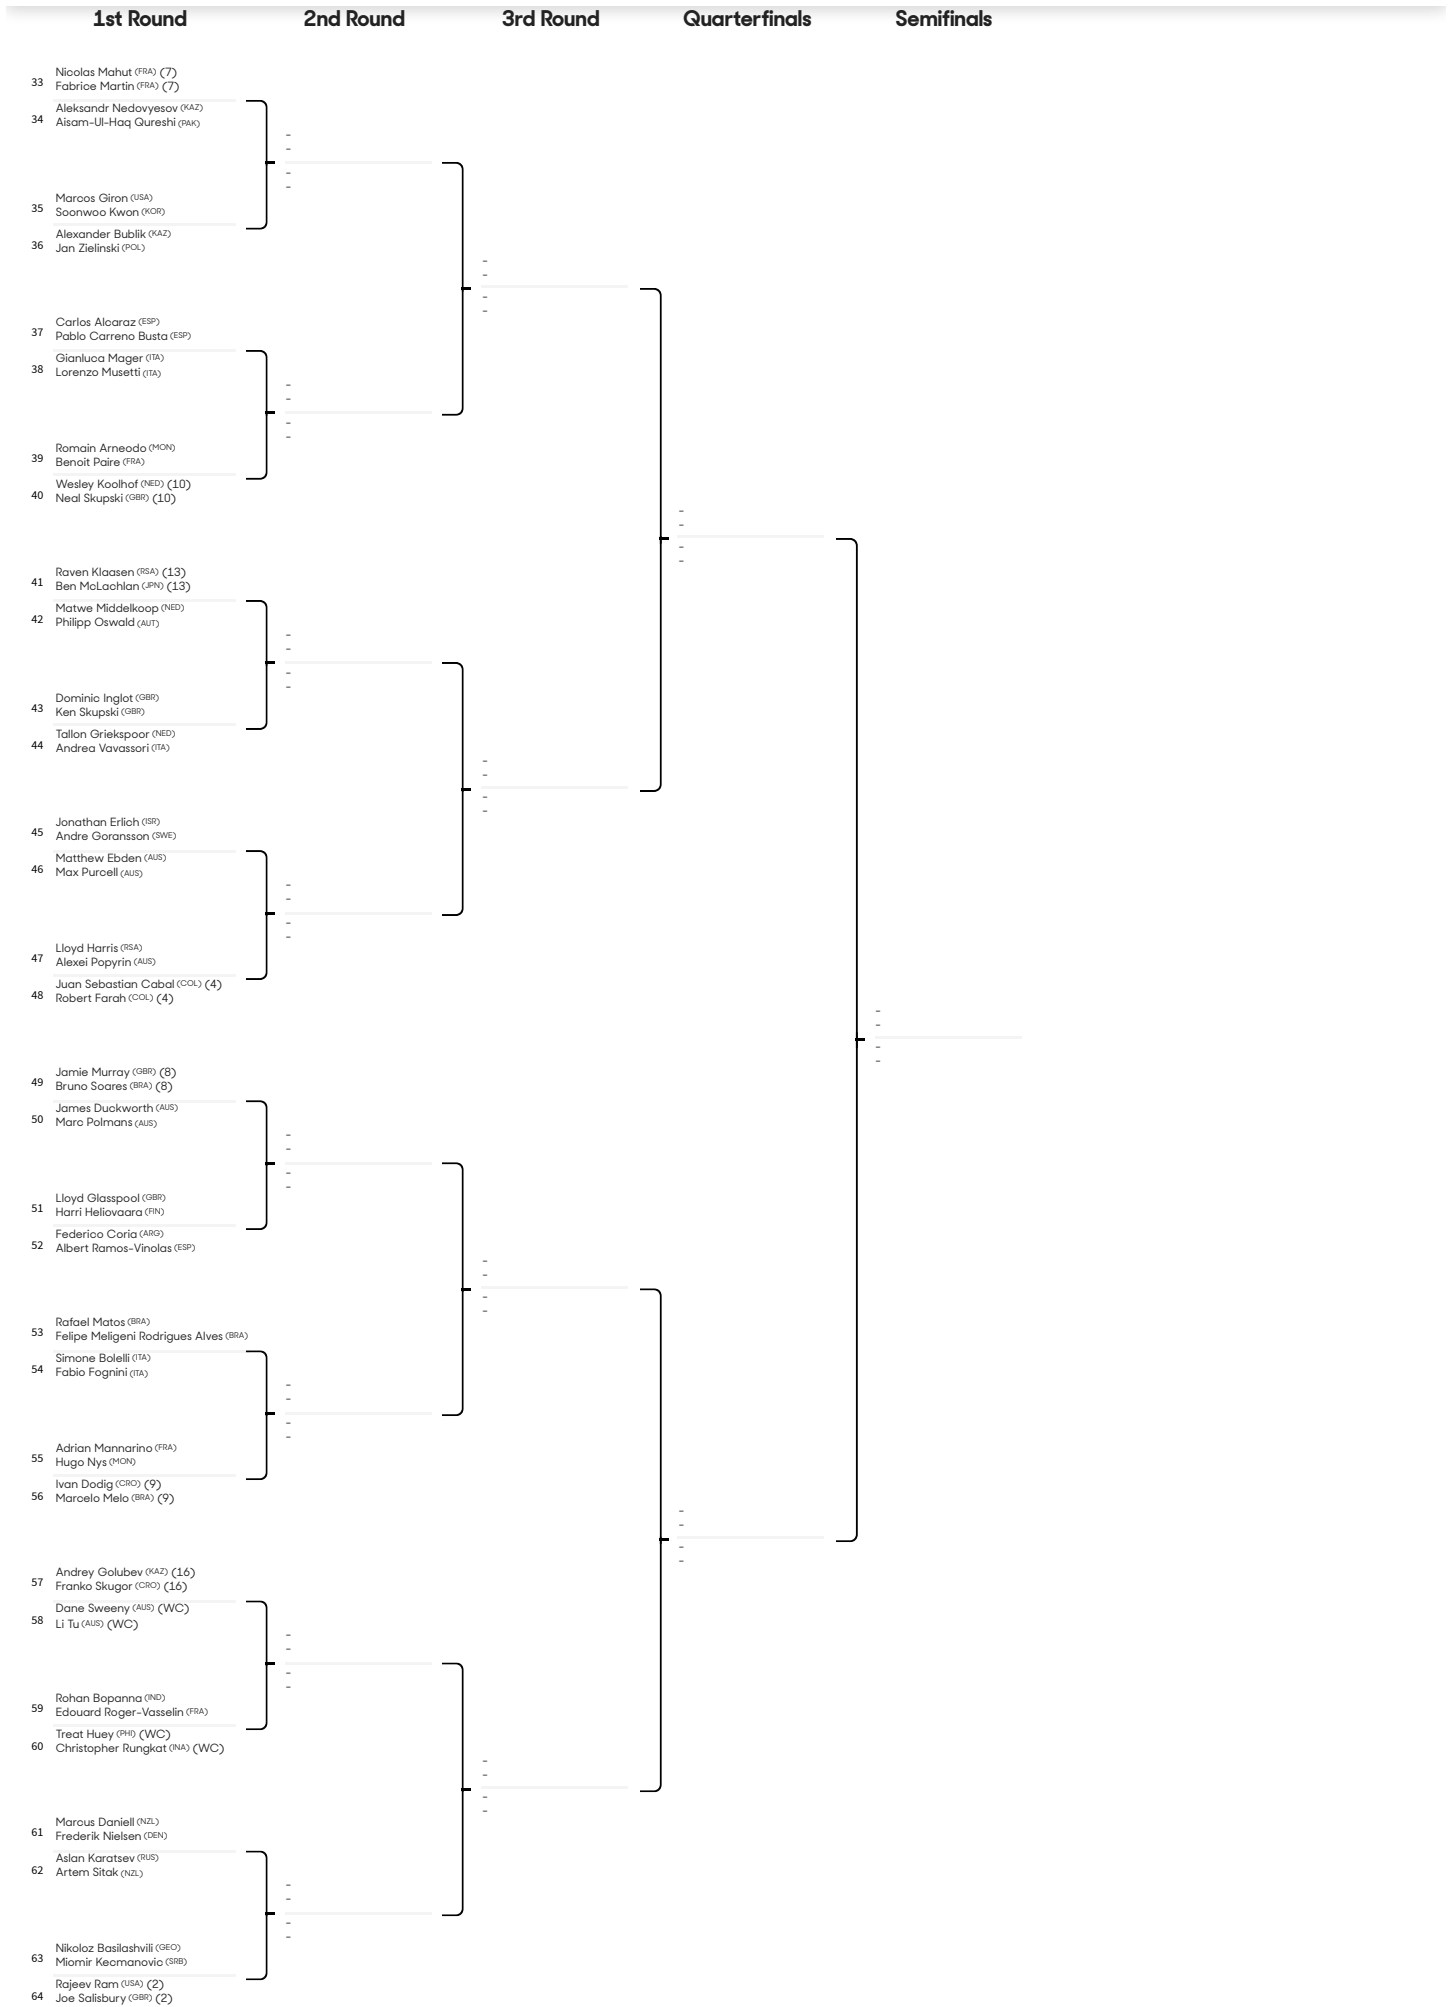 1st Round 2nd Round 3rd Round Quarterfinals Semifinals
Nicolas Mahut (FRA) (7)
33
Fabrice Martin (FRA) (7)
Aleksandr Nedovyesov (KAZ)
34
Aisam-Ul-Haq Qureshi (PAK)
Marcos Giron (USA)
35
Soonwoo Kwon (KOR)
Alexander Bublik (KAZ)
36
Jan Zielinski (POL)
Carlos Alcaraz (ESP)
37
Pablo Carreno Busta (ESP)
Gianluca Mager (ITA)
38
Lorenzo Musetti (ITA)
Romain Arneodo (MON)
39
Benoit Paire (FRA)
Wesley Koolhof (NED) (10)
40
Neal Skupski (GBR) (10)
Raven Klaasen (RSA) (13)
41
Ben McLachlan (JPN) (13)
Matwe Middelkoop (NED)
42
Philipp Oswald (AUT)
Dominic Inglot (GBR)
43
Ken Skupski (GBR)
Tallon Griekspoor (NED)
44
Andrea Vavassori (ITA)
Jonathan Erlich (ISR)
45
Andre Goransson (SWE)
Matthew Ebden (AUS)
46
Max Purcell (AUS)
Lloyd Harris (RSA)
47
Alexei Popyrin (AUS)
Juan Sebastian Cabal (COL) (4)
48
Robert Farah (COL) (4)
Jamie Murray (GBR) (8)
49
Bruno Soares (BRA) (8)
James Duckworth (AUS)
50
Marc Polmans (AUS)
Lloyd Glasspool (GBR)
51
Harri Heliovaara (FIN)
Federico Coria (ARG)
52
Albert Ramos-Vinolas (ESP)
Rafael Matos (BRA)
53
Felipe Meligeni Rodrigues Alves (BRA)
Simone Bolelli (ITA)
54
Fabio Fognini (ITA)
Adrian Mannarino (FRA)
55
Hugo Nys (MON)
Ivan Dodig (CRO) (9)
56
Marcelo Melo (BRA) (9)
Andrey Golubev (KAZ) (16)
57
Franko Skugor (CRO) (16)
Dane Sweeny (AUS) (WC)
58
Li Tu (AUS) (WC)
Rohan Bopanna (IND)
59
Edouard Roger-Vasselin (FRA)
Treat Huey (PHI) (WC)
60
Christopher Rungkat (INA) (WC)
Marcus Daniell (NZL)
61
Frederik Nielsen (DEN)
Aslan Karatsev (RUS)
62
Artem Sitak (NZL)
Nikoloz Basilashvili (GEO)
63
Miomir Kecmanovic (SRB)
Rajeev Ram (USA) (2)
64
Joe Salisbury (GBR) (2)